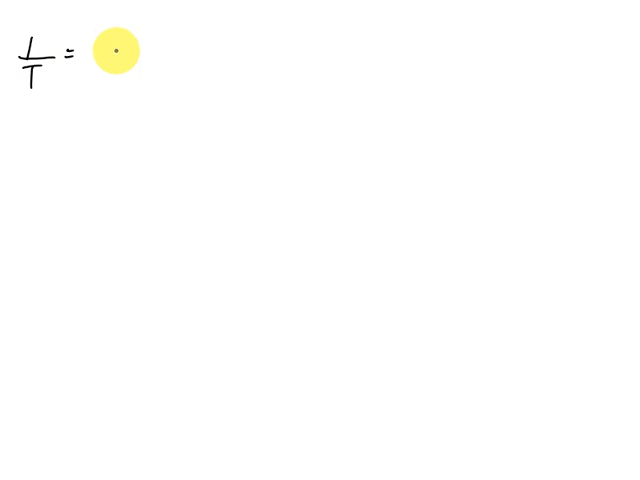 1/T =